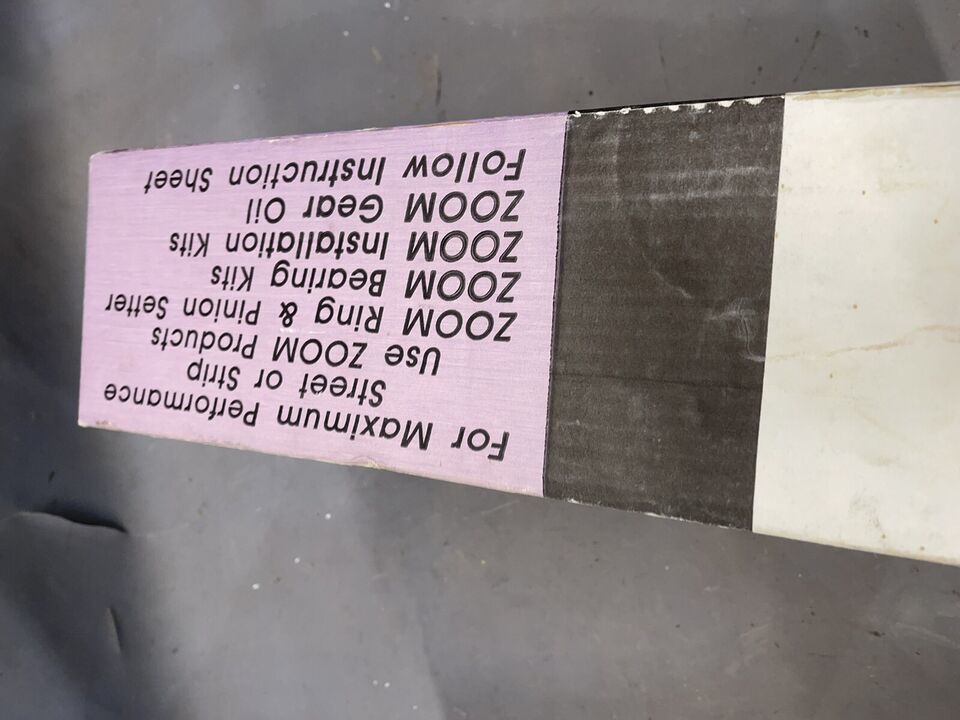 For Maximum Performance
Street or Strip
Use ZOOM Products
ZOOM Ring & Pinion Setter
ZOOM Bearing Kits
ZOOM Installation Kits
ZOOM Gear Oil
Follow Instruction Sheet